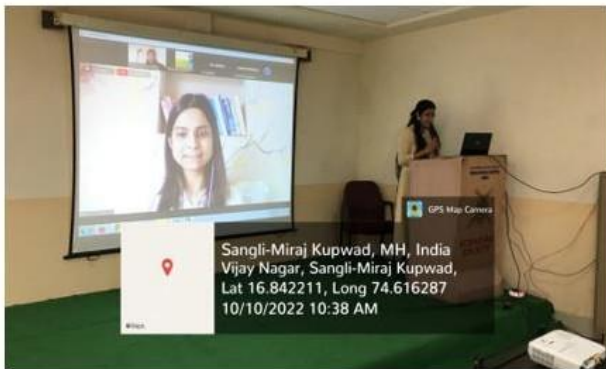 GPS Map Camera
Sangli-Miraj Kupwad, MH, India
Vijay Nagar, Sangli-Miraj Kupwad,
Lat 16.842211, Long 74.616287
10/10/2022 10:38 AM